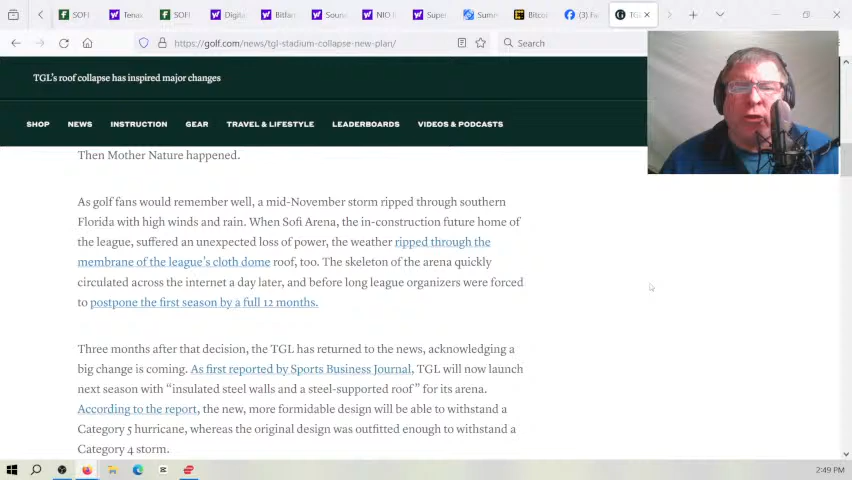 SOFI
Tenax
SOFI
Digita
Bitfar
Soun
NIO I
Super
Sum
Bitco
(3) Fa
TGL
https://golf.com/news/tgl-stadium-collapse-new-plan/
Search
TGL's roof collapse has inspired major changes
SHOP NEWS INSTRUCTION GEAR TRAVEL & LIFESTYLE LEADERBOARDS VIDEOS & PODCASTS
Then Mother Nature happened.
As golf fans would remember well, a mid-November storm ripped through southern
Florida with high winds and rain. When Sofi Arena, the in-construction future home of
the league, suffered an unexpected loss of power, the weather ripped through the
membrane of the league's cloth dome roof, too. The skeleton of the arena quickly
circulated across the internet a day later, and before long league organizers were forced
to postpone the first season by a full 12 months.
Three months after that decision, the TGL has returned to the news, acknowledging a
big change is coming. As first reported by Sports Business Journal, TGL will now launch
next season with “insulated steel walls and a steel-supported roof” for its arena.
According to the report, the new, more formidable design will be able to withstand a
Category 5 hurricane, whereas the original design was outfitted enough to withstand a
Category 4 storm.
2:49 PM